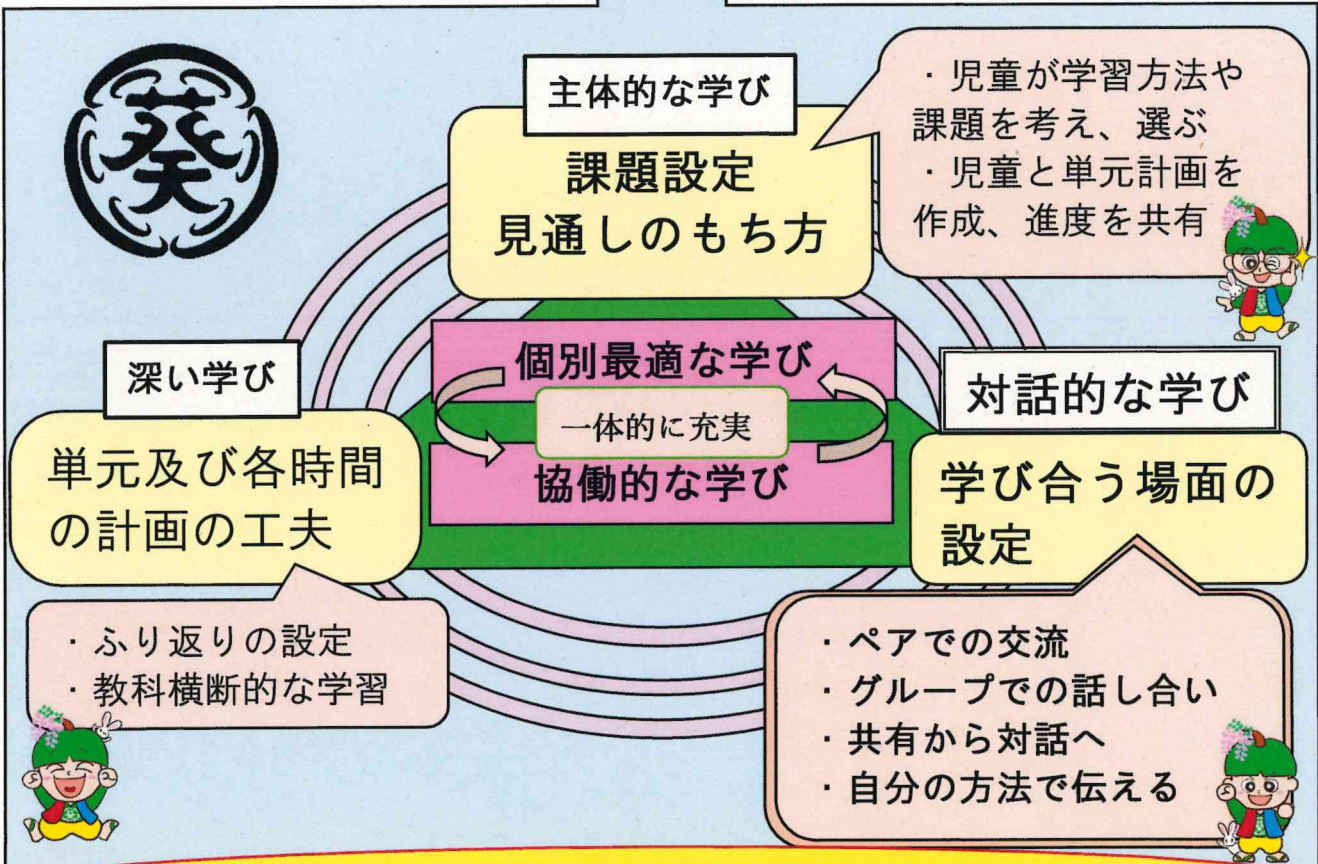 葵
主体的な学び
課題設定
見通しのもち方
・児童が学習方法や
課題を考え、選ぶ
・児童と単元計画を
作成、進度を共有
深い学び
単元及び各時間
の計画の工夫
・ふり返りの設定
・教科横断的な学習
個別最適な学び
一体的に充実
協働的な学び
対話的な学び
学び合う場面の
設定
・ペアでの交流
・グループでの話し合い
・共有から対話へ
・自分の方法で伝える